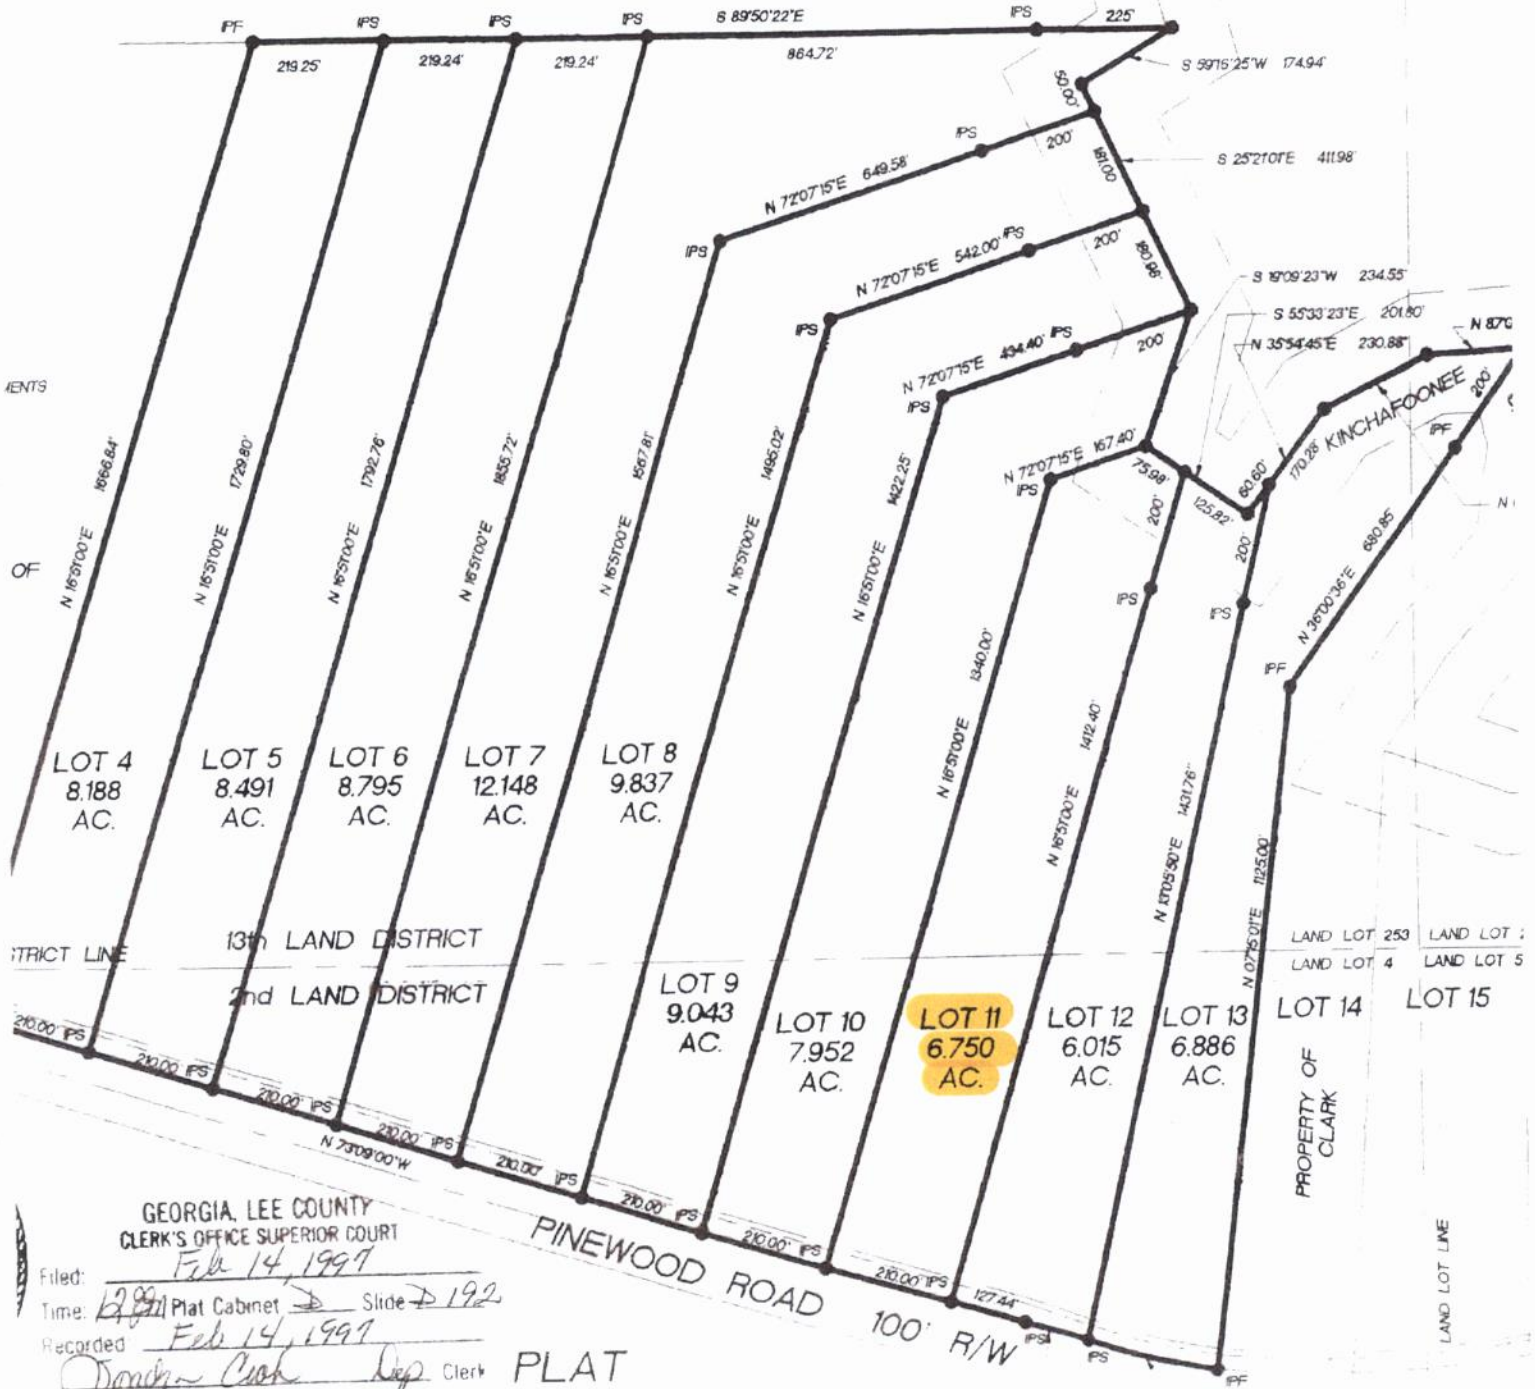 IPF
IPS
IPS
IPS
S 89°50'22"E
IPS
225'
219.25'
219.24'
219.24'
864.72'
S 59°16'25"W 174.94'
50.00'
IPS
200'
181.00
S 25°21'01"E 411.98'
N 72°07'15"E 649.58'
IPS
IPS
200'
180.98'
N 72°07'15"E 542.00'
S 19°09'23"W 234.55'
S 55°33'23"E 201.80'
N 35°54'45"E 230.88'
IPS
IPS
200'
N 72°07'15"E 434.40'
IPS
KINCHAFOONEE
200'
IPF
N 72°07'15"E 167.40'
IPS
75.98'
125.82'
60.60'
170.28'
200'
200'
IPS
IPS
N 36°00'36"E 680.85'
IPF
OF
N 16°51'00"E 1666.84'
N 16°51'00"E 1729.80'
N 16°51'00"E 1792.76'
N 16°51'00"E 1855.72'
N 16°51'00"E 1567.81'
N 16°51'00"E 1495.02'
N 16°51'00"E 1422.25'
N 16°51'00"E 1340.00'
N 16°51'00"E 1412.40'
N 13°05'50"E 1431.76'
N 07°15'01"E 1125.00'
LOT 4
8.188
AC.
LOT 5
8.491
AC.
LOT 6
8.795
AC.
LOT 7
12.148
AC.
LOT 8
9.837
AC.
13th LAND DISTRICT
STRICT LINE
2nd LAND DISTRICT
LAND LOT 253 LAND LOT
LAND LOT 4 LAND LOT 5
LOT 9
9.043
AC.
LOT 10
7.952
AC.
LOT 11
6.750
AC.
LOT 12
6.015
AC.
LOT 13
6.886
AC.
LOT 14
LOT 15
PROPERTY OF
CLARK
LAND LOT LINE
210.00' IPS
210.00' IPS
210.00' IPS
210.00' IPS
210.00' IPS
210.00' IPS
210.00' IPS
210.00' IPS
127.44'
IPS
IPS
IPF
N 73°09'00"W
PINEWOOD ROAD 100' R/W
GEORGIA, LEE COUNTY
CLERK'S OFFICE SUPERIOR COURT
Filed: Feb 14, 1997
Time: Plat Cabinet D Slide D 192
Recorded Feb 14, 1997
Dep Clerk
PLAT